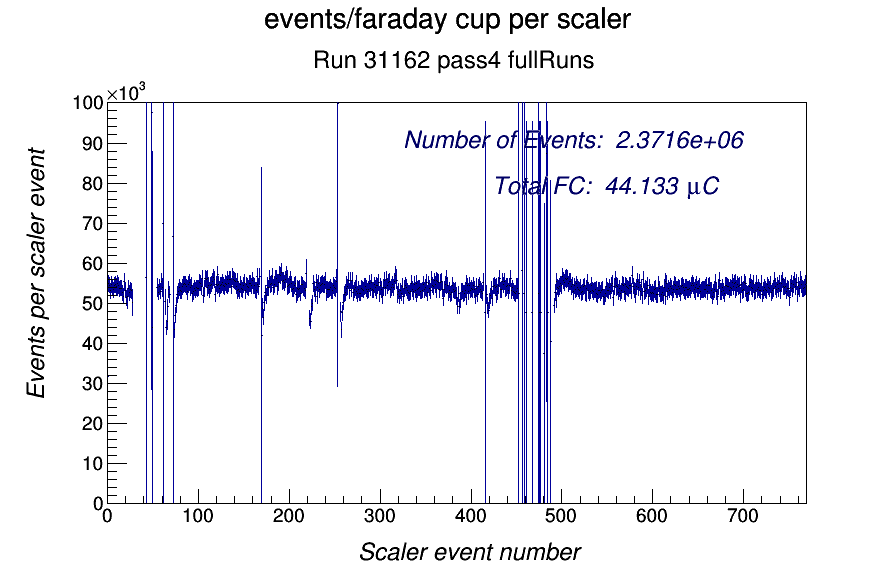 events/faraday cup per scaler
Run 31162 pass4 fullRuns
×10³
100
90
80
70
60
50
40
30
20
10
0
Events per scaler event
Number of Events: 2.3716e+06
Total FC: 44.133 μC
0 100 200 300 400 500 600 700
Scaler event number